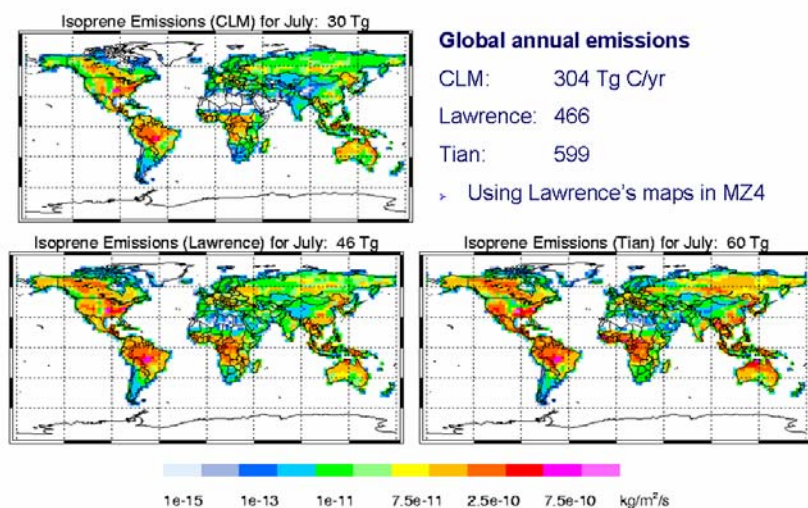 Isoprene Emissions (CLM) for July: 30 Tg
Global annual emissions
CLM: 304 Tg C/yr
Lawrence: 466
Tian: 599
➢ Using Lawrence's maps in MZ4
Isoprene Emissions (Lawrence) for July: 46 Tg
Isoprene Emissions (Tian) for July: 60 Tg
1e-15 1e-13 1e-11 7.5e-11 2.5e-10 7.5e-10 kg/m²/s